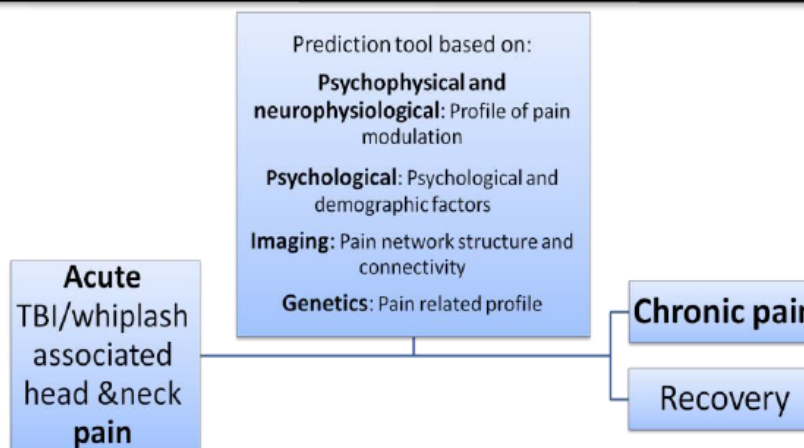 Prediction tool based on:
Psychophysical and
neurophysiological: Profile of pain
modulation
Psychological: Psychological and
demographic factors
Imaging: Pain network structure and
connectivity
Genetics: Pain related profile
Acute
TBI/whiplash
associated
head &neck
pain
Chronic pain
Recovery